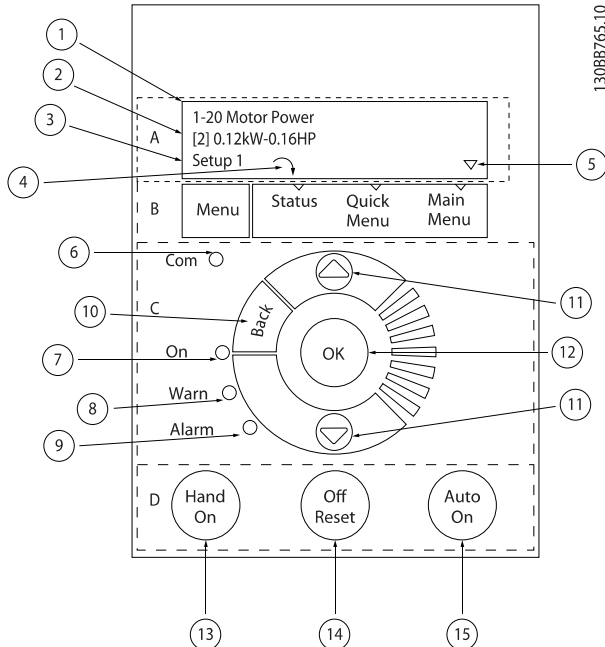 130BB765.10
1
2
3
4
A
1-20 Motor Power
[2] 0.12kW-0.16HP
Setup 1
5
B
Menu
Status
Quick
Menu
Main
Menu
6
Com
C
10
Back
11
7
On
OK
12
8
Warn
11
9
Alarm
D
Hand
On
Off
Reset
Auto
On
13
14
15